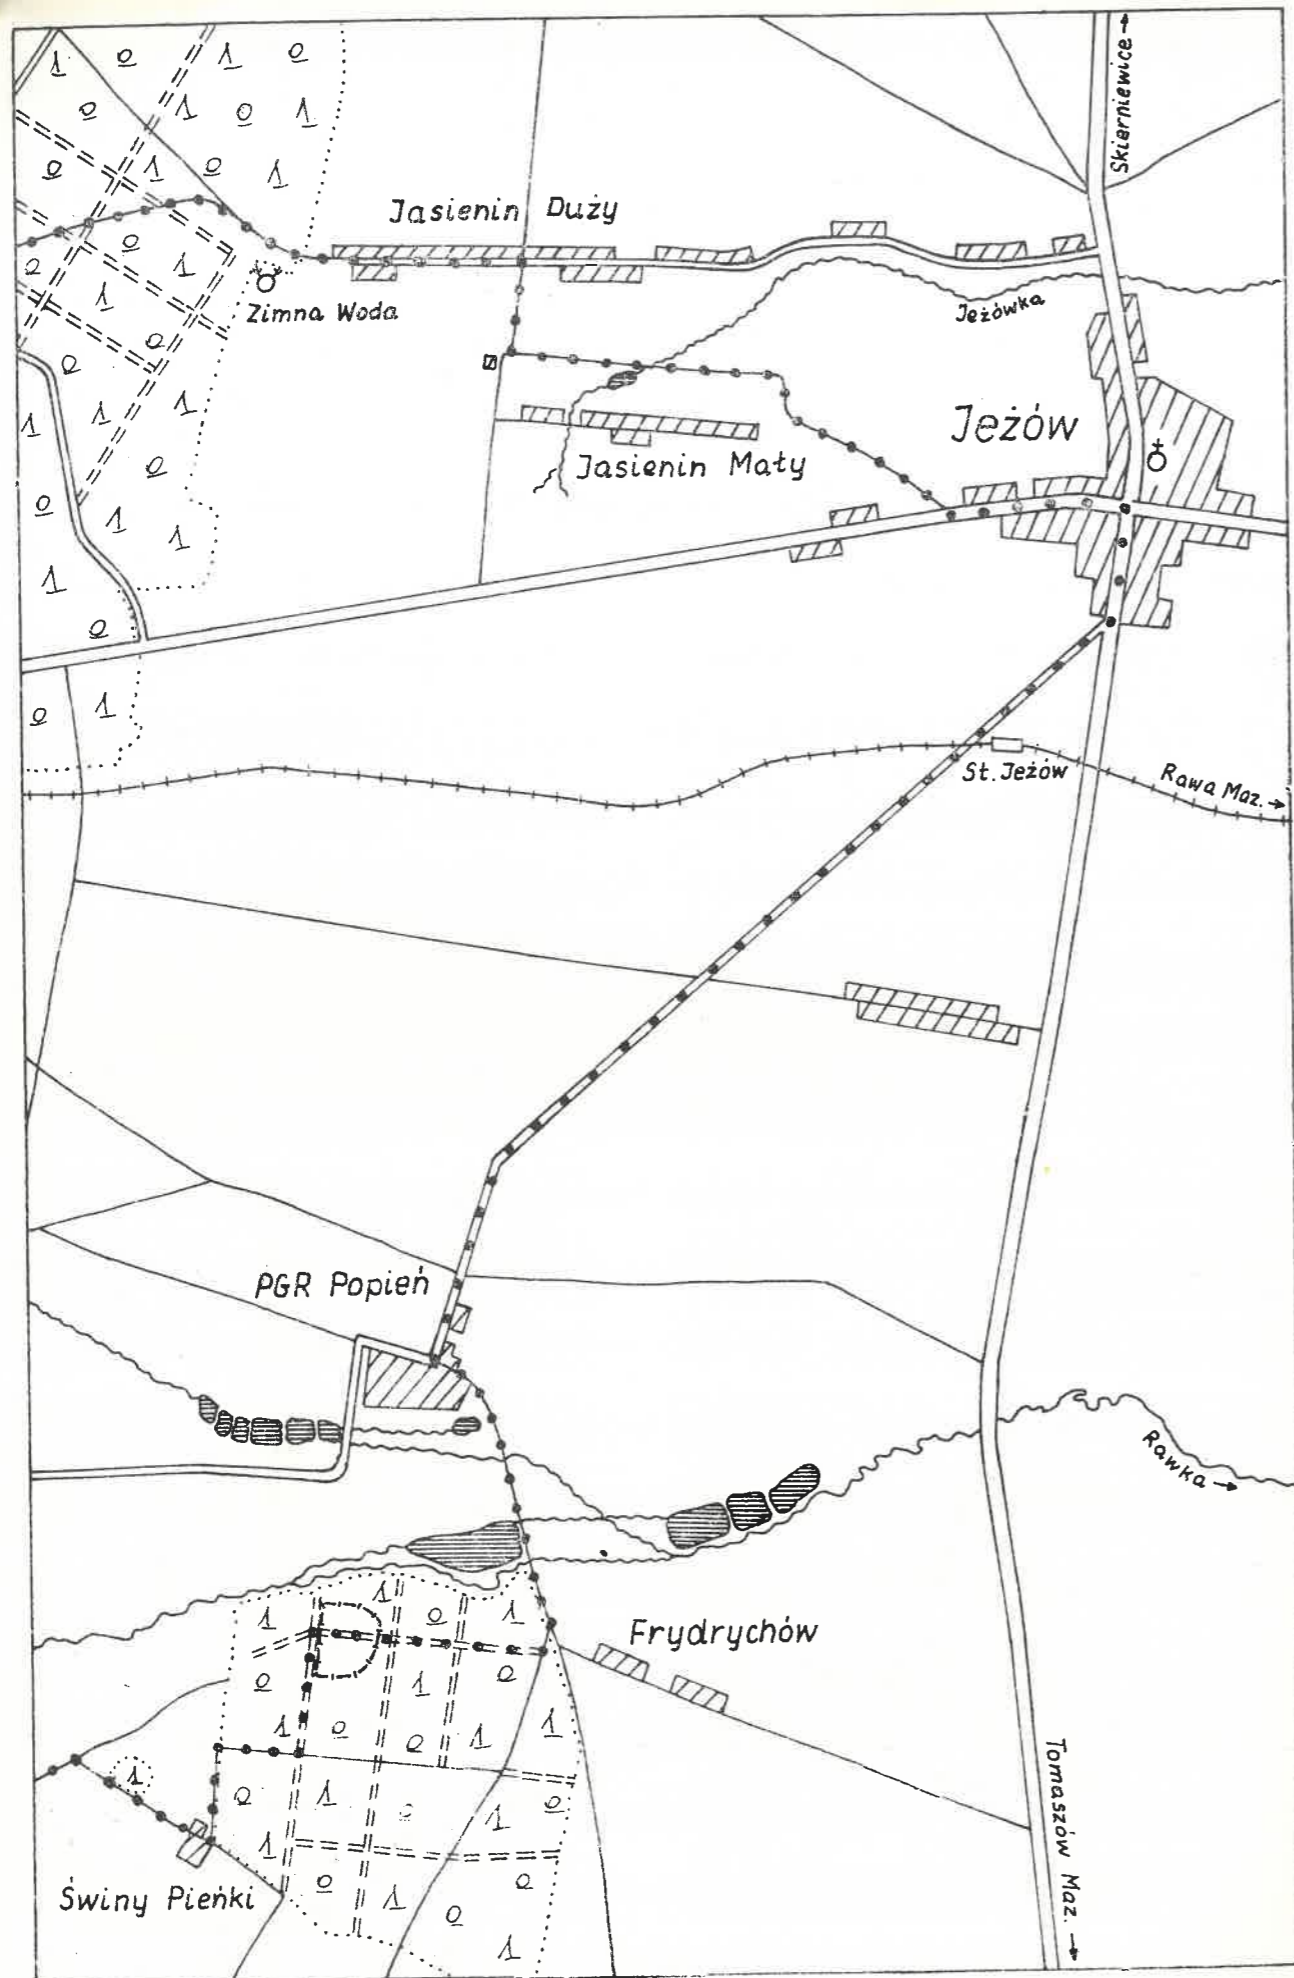 Skierniewice →
Jasienin Duży
Zimna Woda
Jeżówka
Jeżów
Jasienin Mały
St. Jeżów
Rawa Maz. →
PGR Popień
Rawka →
Frydrychów
Tomaszów Maz. →
Świny Pieńki